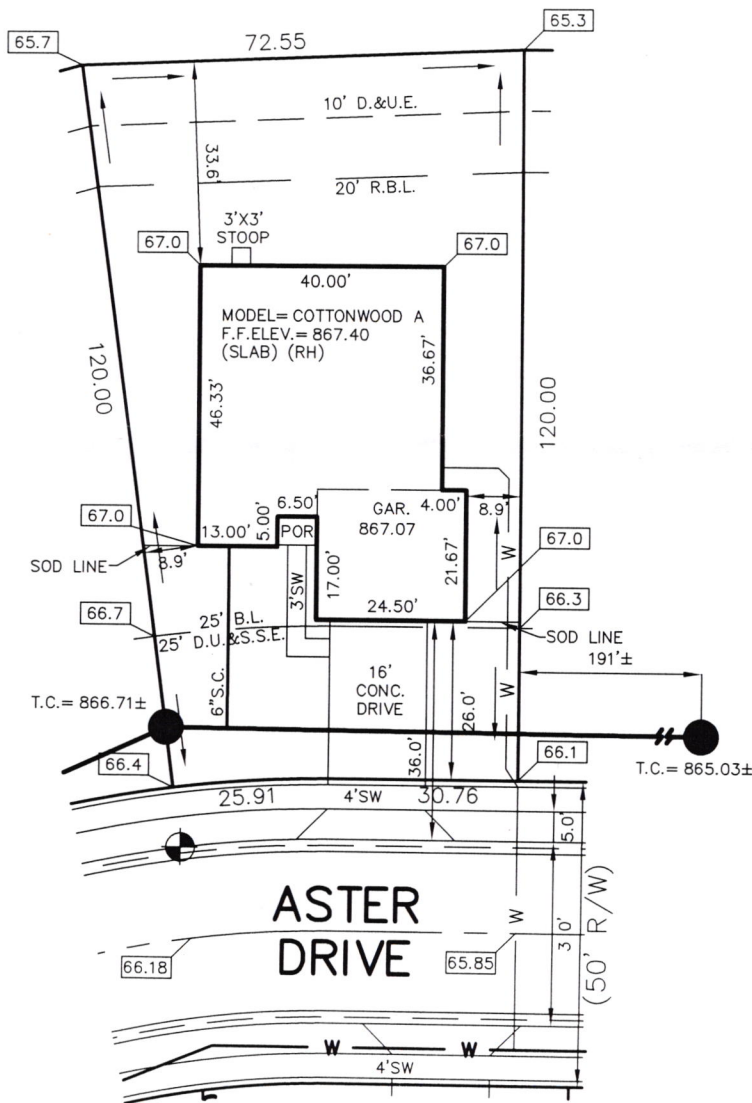 65.7
72.55
65.3
10' D.&U.E.
33.6'
20' R.B.L.
3'X3'
STOOP
67.0
67.0
40.00'
MODEL= COTTONWOOD A
F.F.ELEV.= 867.40
(SLAB) (RH)
36.67'
46.33'
120.00
120.00
6.50'
GAR.
867.07
4.00'
8.9'
67.0
13.00'
5.00'
POR
67.0
SOD LINE
8.9'
3'SW
17.00'
21.67'
W
24.50'
66.3
66.7
25' B.L.
25' D.U.&S.S.E.
SOD LINE
191'±
16'
CONC.
DRIVE
W
T.C.= 866.71±
6"S.C.
36.0'
26.0'
T.C.= 865.03±
66.4
66.1
25.91
4'SW
30.76
5.0'
ASTER
DRIVE
W
(50' R/W)
66.18
65.85
W
W
4'SW